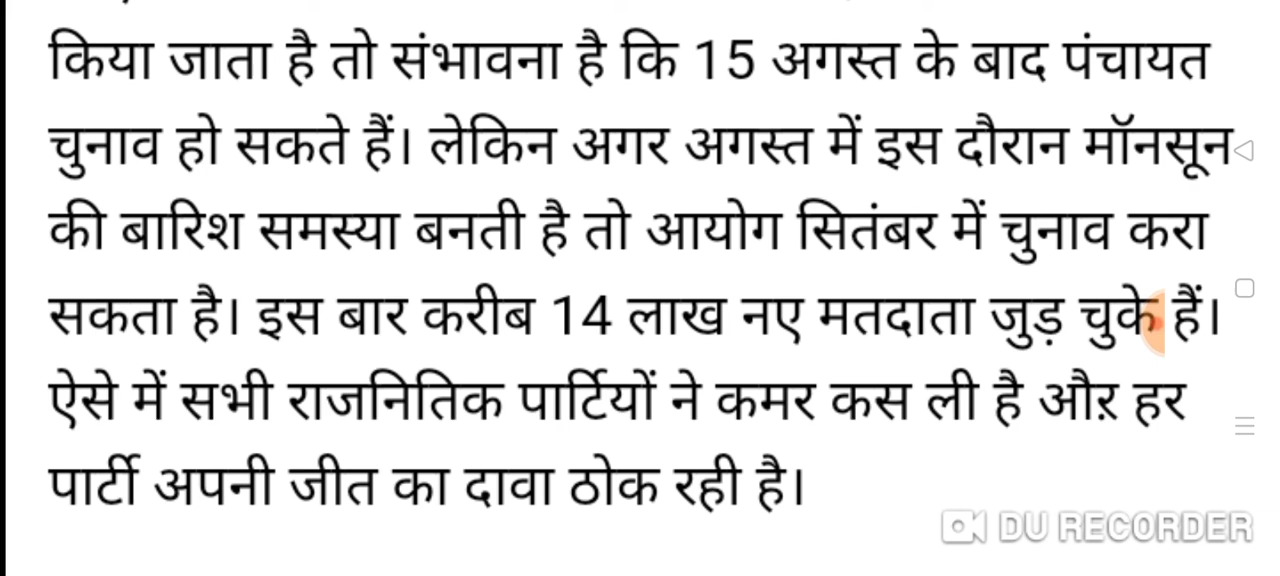 किया जाता है तो संभावना है कि 15 अगस्त के बाद पंचायत
चुनाव हो सकते हैं। लेकिन अगर अगस्त में इस दौरान मॉनसून
की बारिश समस्या बनती है तो आयोग सितंबर में चुनाव करा
सकता है। इस बार करीब 14 लाख नए मतदाता जुड़ चुके हैं।
ऐसे में सभी राजनितिक पार्टियों ने कमर कस ली है औऱ हर
पार्टी अपनी जीत का दावा ठोक रही है।
DU RECORDER